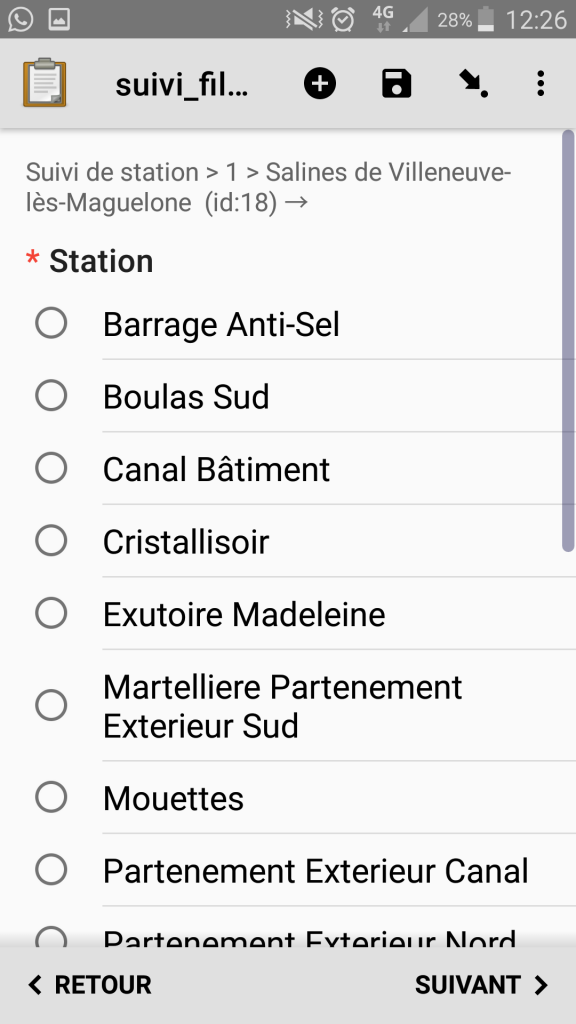 4G 28% 12:26
suivi_fil...
Suivi de station > 1 > Salines de Villeneuve-
lès-Maguelone (id:18) →
* Station
Barrage Anti-Sel
Boulas Sud
Canal Bâtiment
Cristallisoir
Exutoire Madeleine
Martelliere Partenement
Exterieur Sud
Mouettes
Partenement Exterieur Canal
Partenement Exterieur Nord
RETOUR SUIVANT